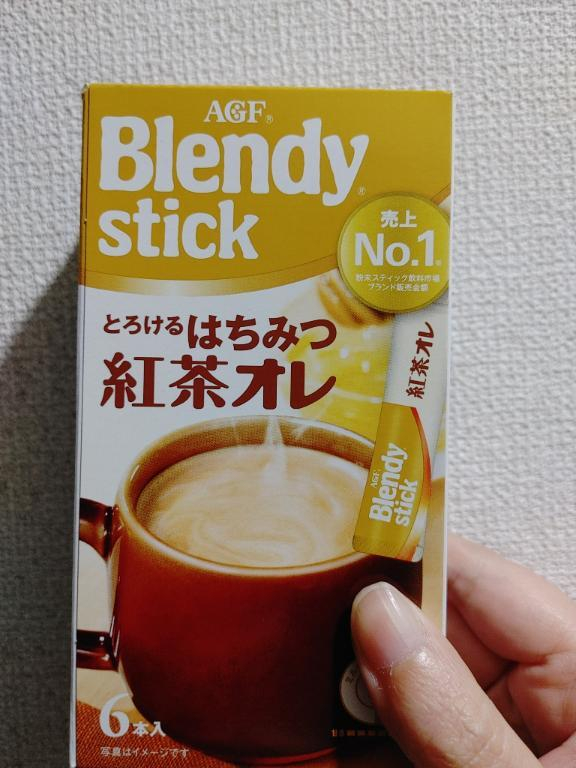 AGF®
Blendy®
stick
売上
No.1※
粉末スティック飲料市場
ブランド販売金額
とろける はちみつ
紅茶オレ
紅茶オレ
AGF®
Blendy
stick
6本入
写真はイメージです